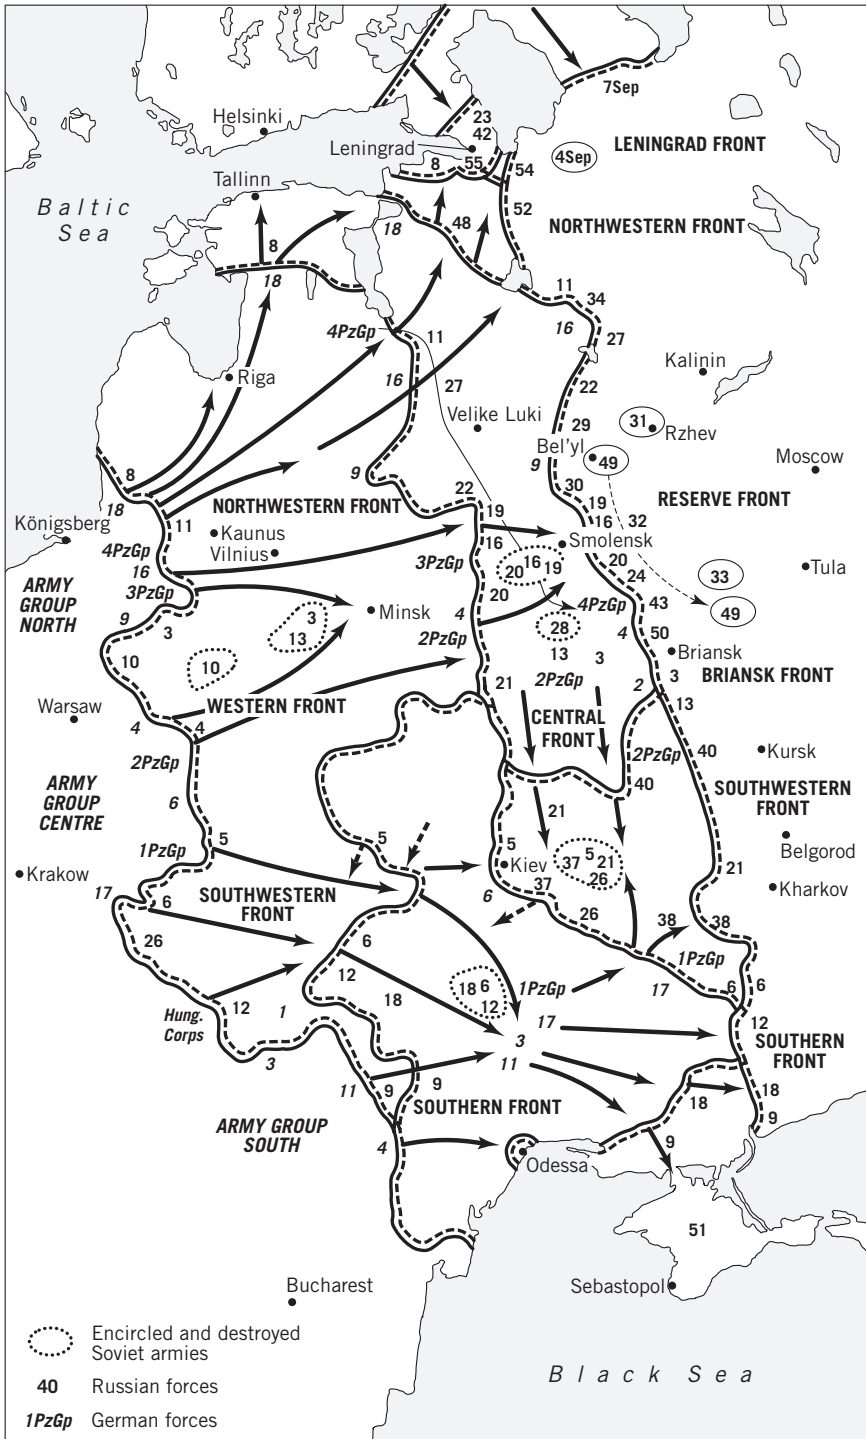 7Sep
23
42
Helsinki
Leningrad
LENINGRAD FRONT
4Sep
8
55
54
Tallinn
52
Baltic
Sea
18
48
NORTHWESTERN FRONT
8
18
11
34
4PzGp
11
16
27
Kalinin
16
27
22
Riga
Velike Luki
29
31
Rzhev
Bel'yl
49
Moscow
9
9
8
18
22
30
19
NORTHWESTERN FRONT
RESERVE FRONT
Königsberg
11
19
16
32
Kaunus
Vilnius
Smolensk
4PzGp
16
16
3PzGp
20
16
19
20
24
33
Tula
3PzGp
ARMY
GROUP
NORTH
20
4PzGp
43
49
9
3
3
13
Minsk
4
28
4
50
10
10
2PzGp
13
3
Briansk
2PzGp
3
BRIANSK FRONT
21
2
13
WESTERN FRONT
Warsaw
4
4
CENTRAL
FRONT
2PzGp
2PzGp
40
Kursk
ARMY
GROUP
CENTRE
6
40
SOUTHWESTERN
FRONT
21
5
5
5
1PzGp
37
5
21
26
Belgorod
Kiev
21
Krakow
17
SOUTHWESTERN
FRONT
6
37
Kharkov
6
26
26
38
38
6
1PzGp
12
18
6
12
1PzGp
17
6
6
18
Hung.
Corps
12
1
17
12
3
3
SOUTHERN
FRONT
11
11
9
9
18
18
SOUTHERN FRONT
9
ARMY GROUP
SOUTH
4
9
Odessa
51
Bucharest
Sebastopol
Encircled and destroyed
Soviet armies
Black Sea
40 Russian forces
1PzGp German forces